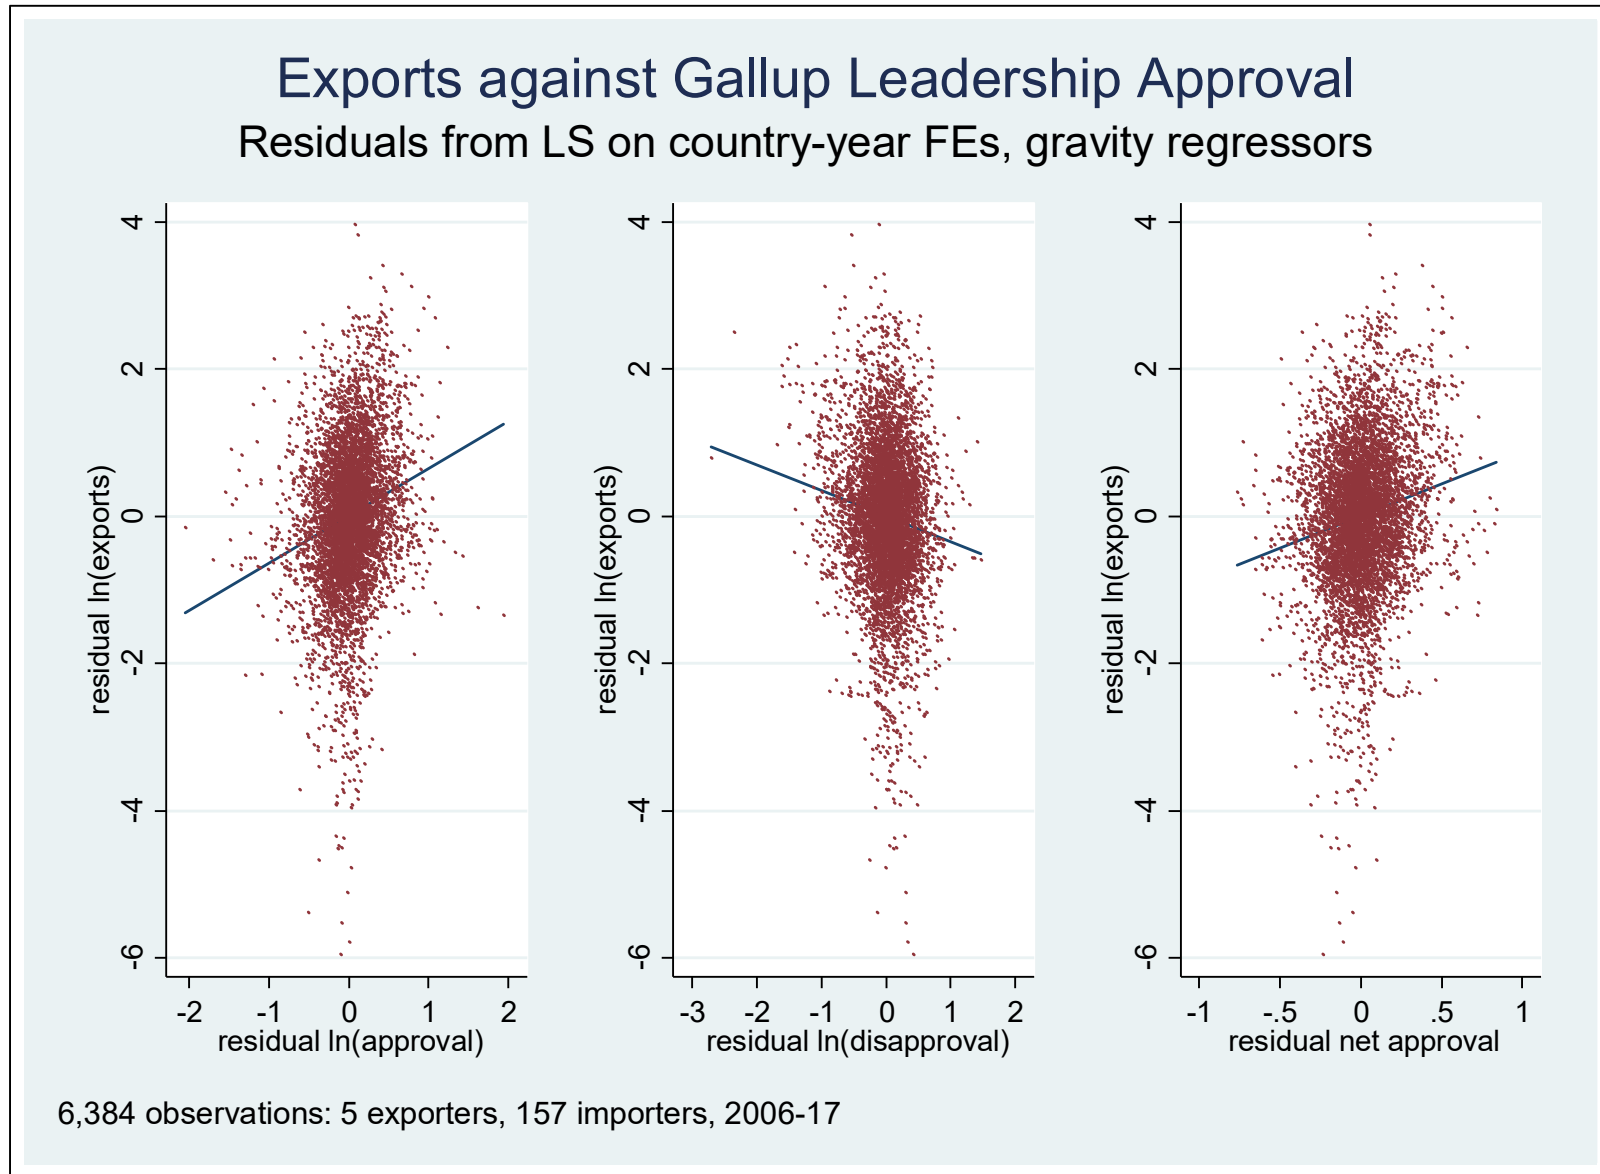 Exports against Gallup Leadership Approval
Residuals from LS on country-year FEs, gravity regressors
residual ln(exports)
4
2
0
-2
-4
-6
-2 -1 0 1 2
residual ln(approval)
residual ln(exports)
4
2
0
-2
-4
-6
-3 -2 -1 0 1 2
residual ln(disapproval)
residual ln(exports)
4
2
0
-2
-4
-6
-1 -.5 0 .5 1
residual net approval
6,384 observations: 5 exporters, 157 importers, 2006-17